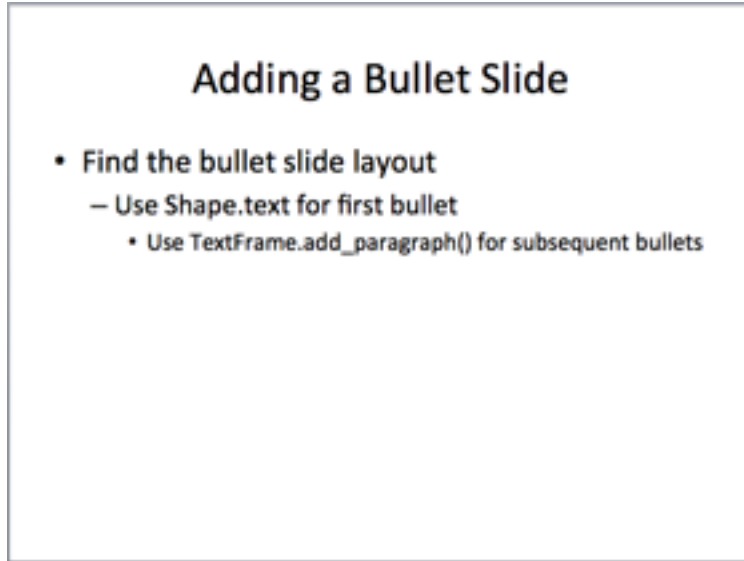 Adding a Bullet Slide
• Find the bullet slide layout
– Use Shape.text for first bullet
• Use TextFrame.add_paragraph() for subsequent bullets